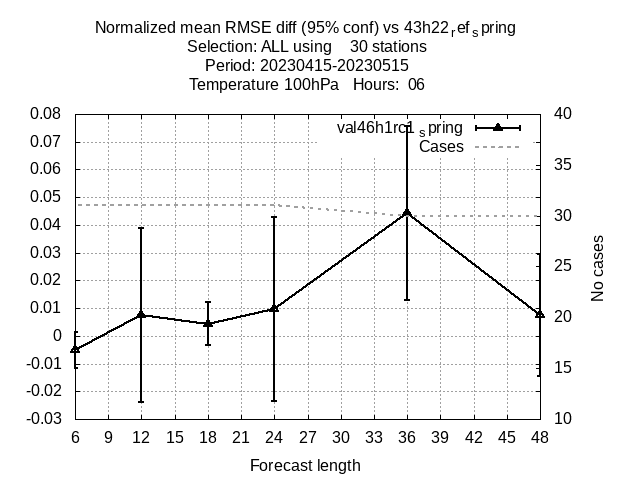 Normalized mean RMSE diff (95% conf) vs 43h22refspring
Selection: ALL using 30 stations
Period: 20230415-20230515
Temperature 100hPa Hours: 06
val46h1rc1spring
Cases
0.08
0.07
0.06
0.05
0.04
0.03
0.02
0.01
0
-0.01
-0.02
-0.03
40
35
30
25
20
15
10
No cases
6 9 12 15 18 21 24 27 30 33 36 39 42 45 48
Forecast length